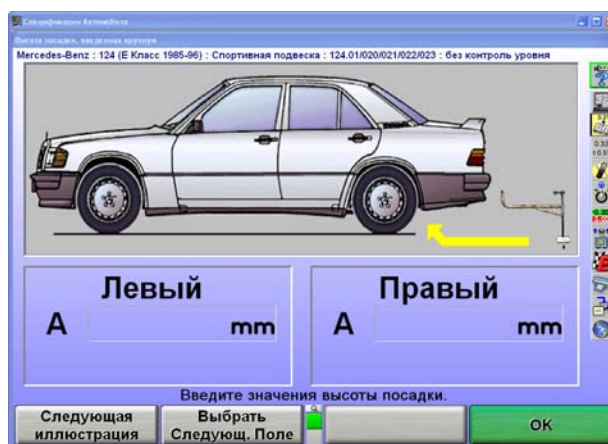 Спецификации Автомобиля
Высота посадки, введенная вручную
Mercedes-Benz : 124 (E Класс 1985-96) : Спортивная подвеска : 124.01/020/021/022/023 : без контроль уровня
Левый
A mm
Правый
A mm
Введите значения высоты посадки.
Следующая
иллюстрация
Выбрать
Следующ. Поле
OK